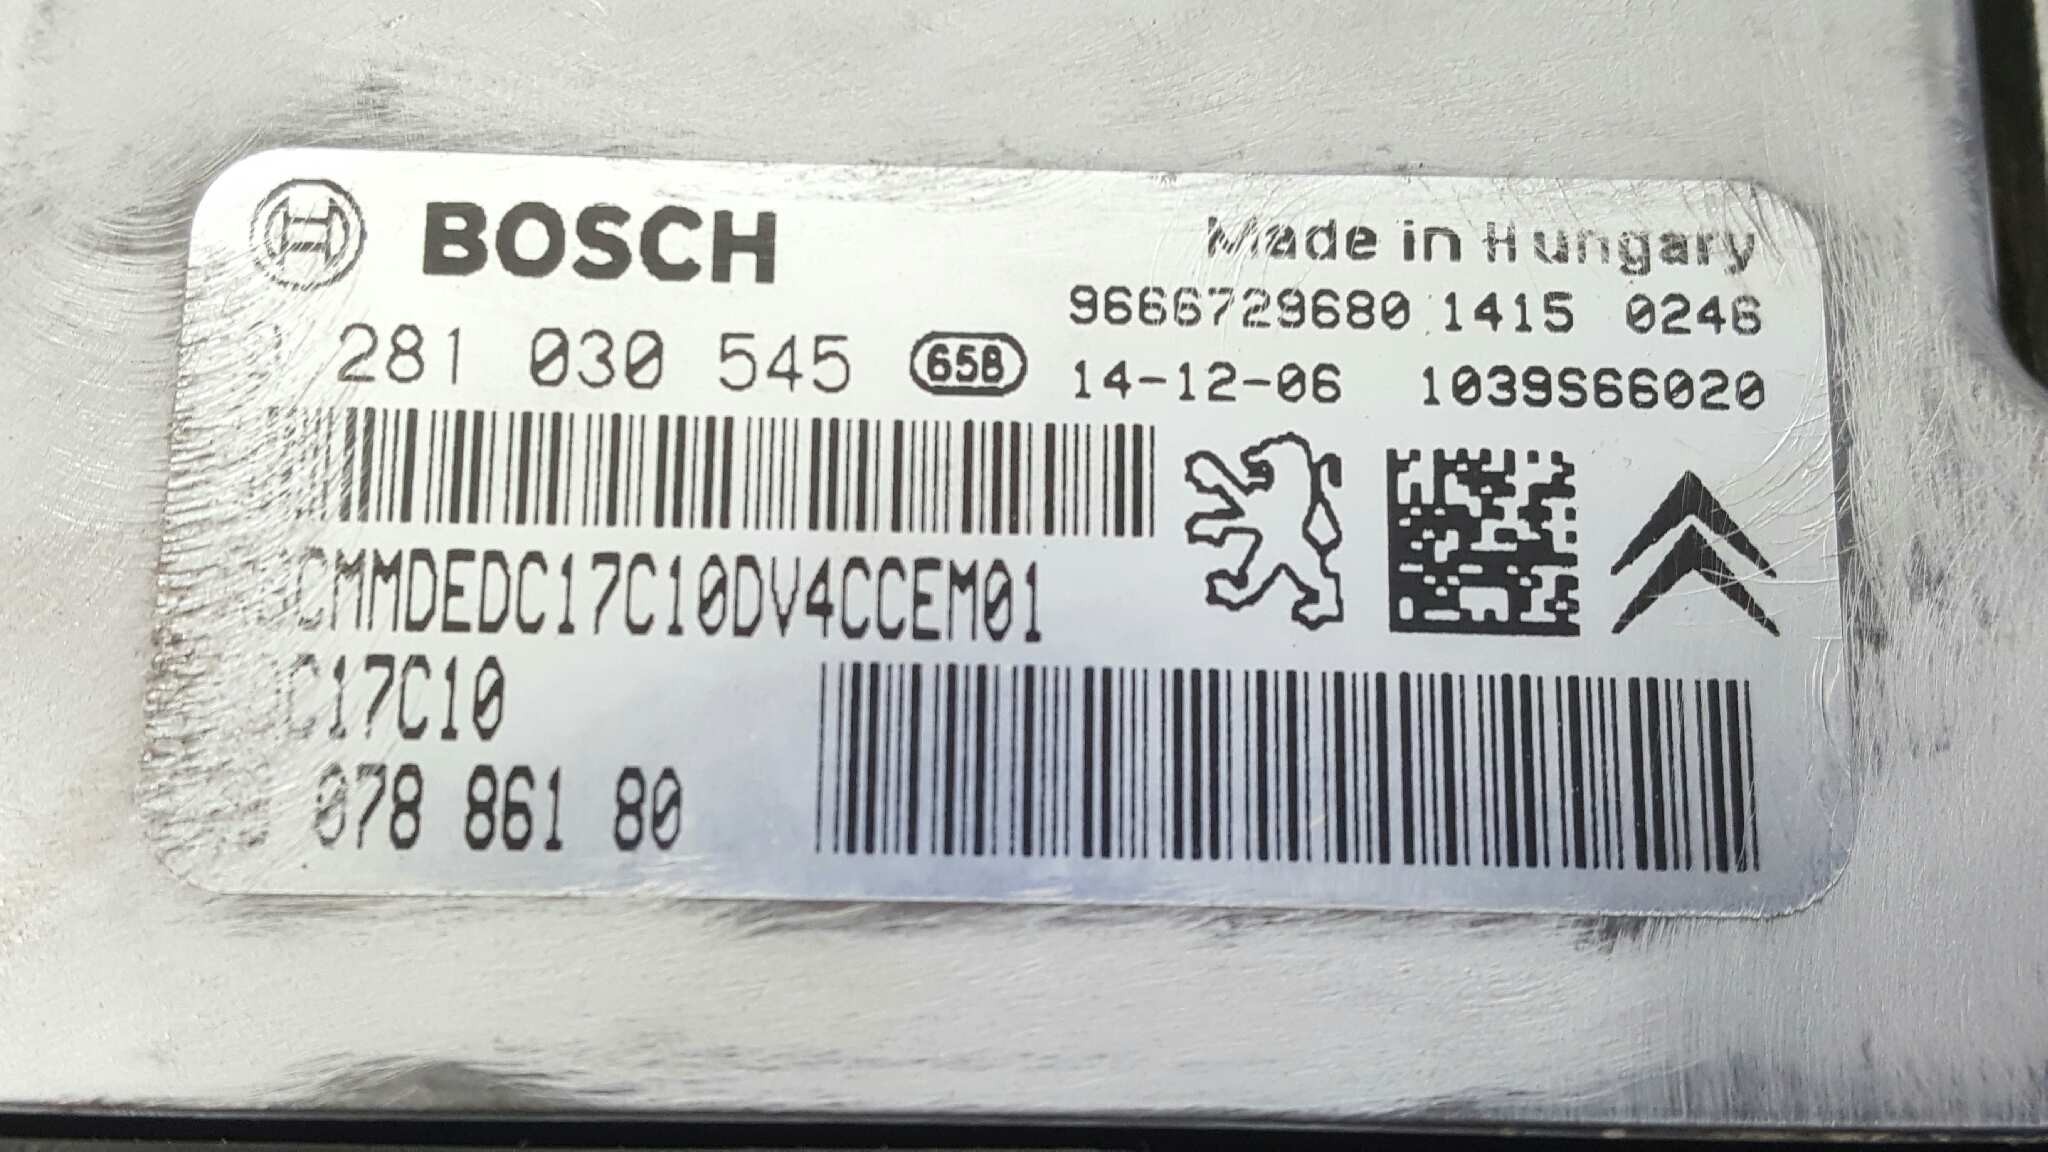 BOSCH
Made in Hungary
9666729680 1415 0246
281 030 545 65B
14-12-06 1039S66020
CMMDEDC17C10DV4CCEM01
C17C10
078 861 80